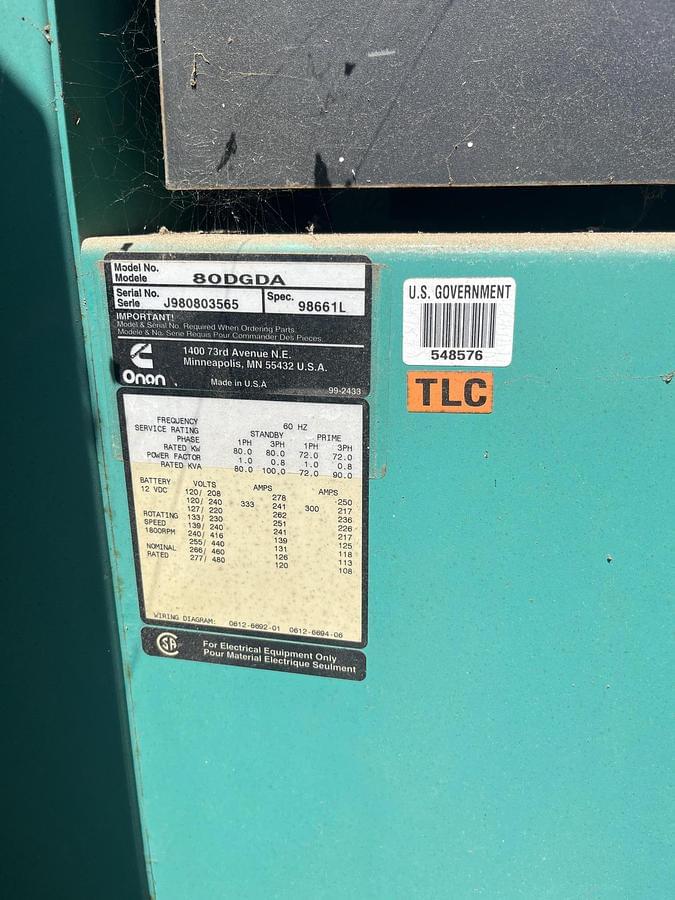 Model No.
Modele
80DGDA
Serial No.
Serie J980803565
Spec. 98661L
IMPORTANT!
Model & Serial No. Required When Ordering Parts
Modele & No. Serie Requis Pour Commander Des Pieces
1400 73rd Avenue N.E.
Minneapolis, MN 55432 U.S.A.
Onan
Made in U.S.A
99-2433
FREQUENCY 60 HZ
SERVICE RATING STANDBY PRIME
PHASE 1PH 3PH 1PH 3PH
RATED KW 80.0 80.0 72.0 72.0
POWER FACTOR 1.0 0.8 1.0 0.8
RATED KVA 80.0 100.0 72.0 90.0
BATTERY VOLTS AMPS AMPS
12 VDC 120/ 208 278 250
120/ 240 333 241 300 217
127/ 220 262 236
ROTATING 133/ 230 251 226
SPEED 139/ 240 241 217
1800RPM 240/ 416 139 125
255/ 440 131 118
NOMINAL 266/ 460 126 113
RATED 277/ 480 120 108
WIRING DIAGRAM: 0612-6692-01 0612-6694-06
SA
For Electrical Equipment Only
Pour Material Electrique Seulment
U.S. GOVERNMENT
548576
TLC